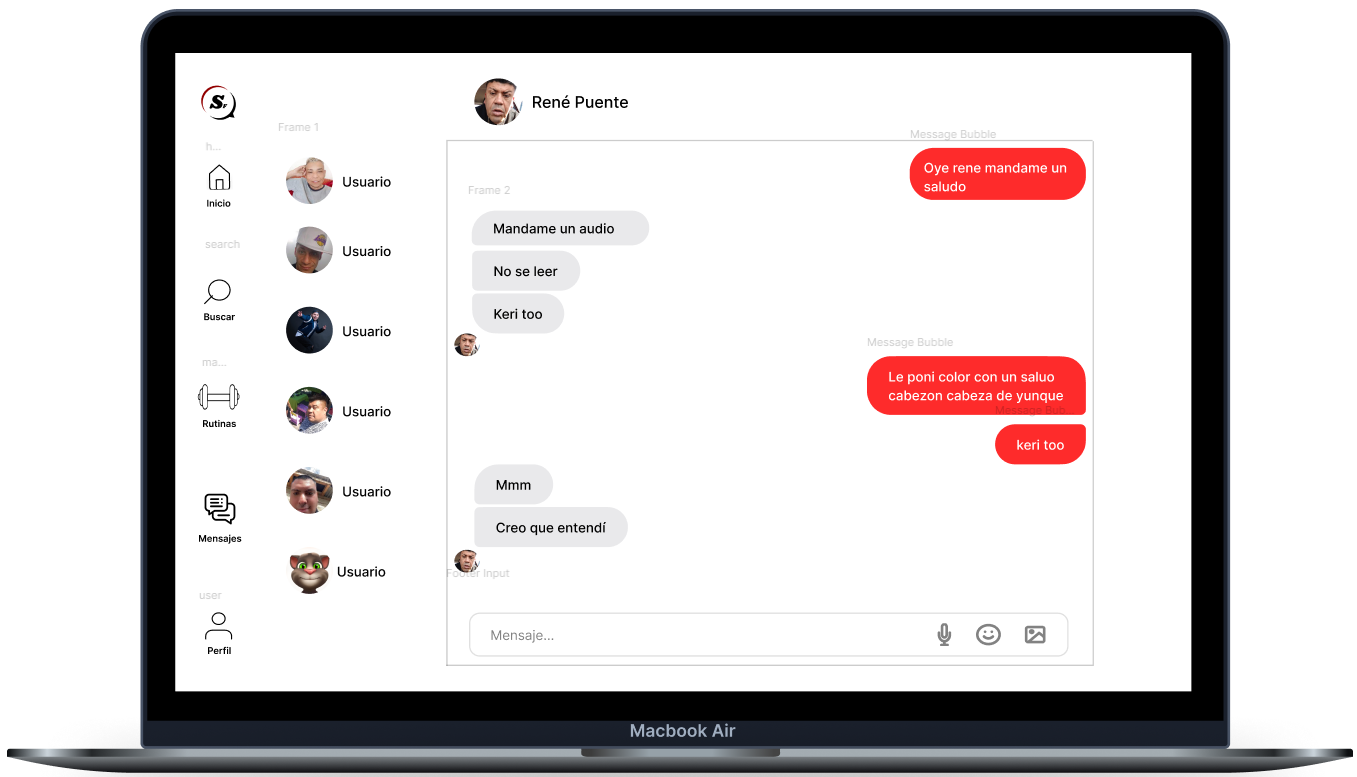 S,
René Puente
Frame 1
Message Bubble
h...
Oye rene mandame un
saludo
Inicio
Usuario
Frame 2
Mandame un audio
search
Usuario
No se leer
Buscar
Keri too
Usuario
Message Bubble
ma...
Le poni color con un saluo
cabezon cabeza de yunque
Message Bub...
Rutinas
Usuario
keri too
Mmm
Usuario
Creo que entendí
Mensajes
Usuario
Footer Input
user
Mensaje...
Perfil
Macbook Air